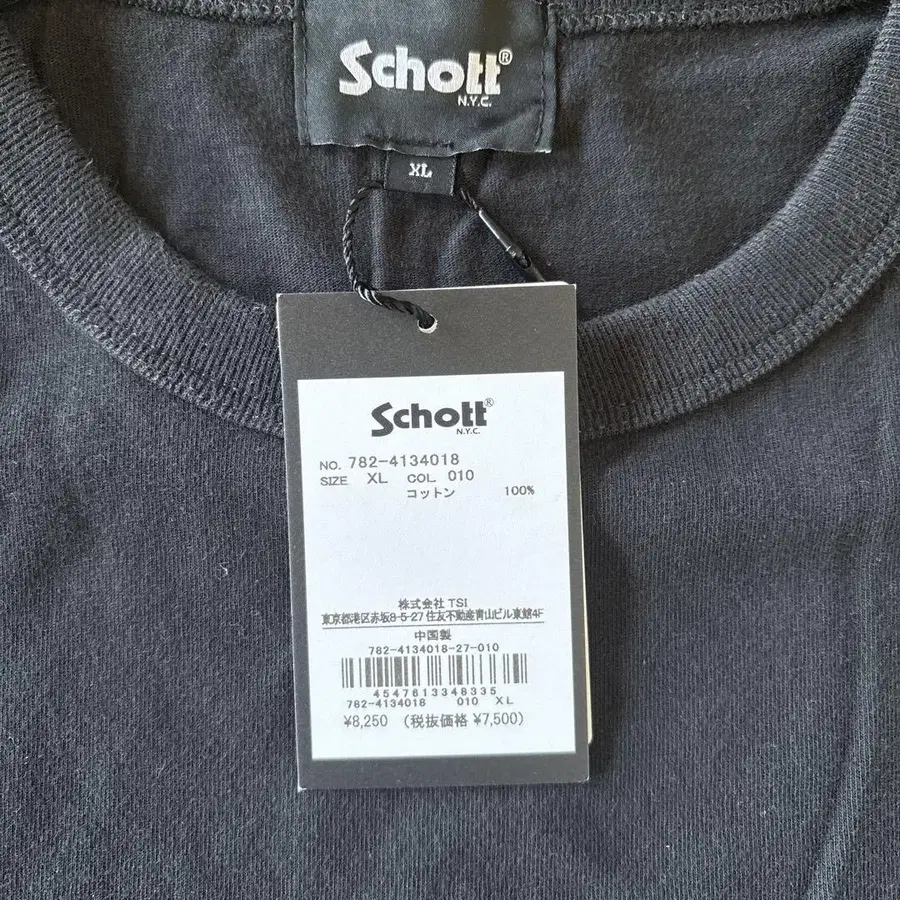 Schott®
N.Y.C.
XL
Schott®
N.Y.C.
NO. 782-4134018
SIZE XL COL 010
コットン 100%
株式会社 TSI
東京都港区赤坂8-5-27 住友不動産青山ビル東館4F
中国製
782-4134018-27-010
4547813348335
782-4134018 010 XL
¥8,250 (税抜価格 ¥7,500)